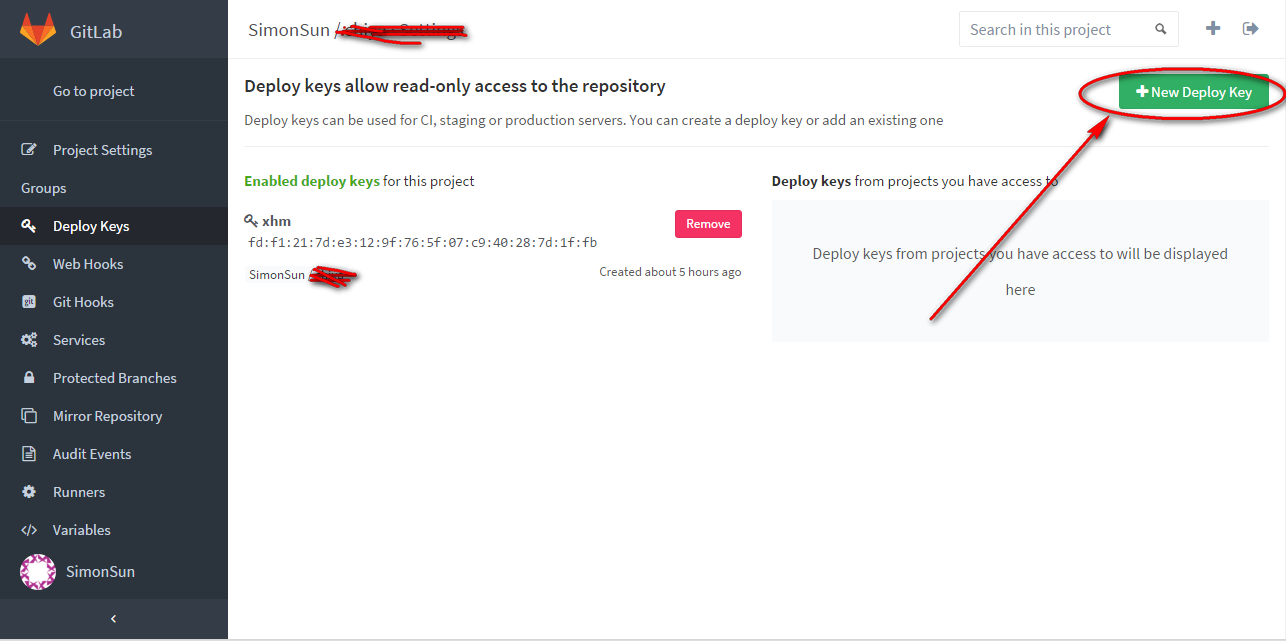 GitLab
SimonSun /
Search in this project
Go to project
Deploy keys allow read-only access to the repository
New Deploy Key
Deploy keys can be used for CI, staging or production servers. You can create a deploy key or add an existing one
Project Settings
Groups
Deploy Keys
Web Hooks
git Git Hooks
Services
Protected Branches
Mirror Repository
Audit Events
Runners
Variables
SimonSun
Enabled deploy keys for this project
xhm
Remove
fd:f1:21:7d:e3:12:9f:76:5f:07:c9:40:28:7d:1f:fb
SimonSun /
Created about 5 hours ago
Deploy keys from projects you have access to
Deploy keys from projects you have access to will be displayed
here